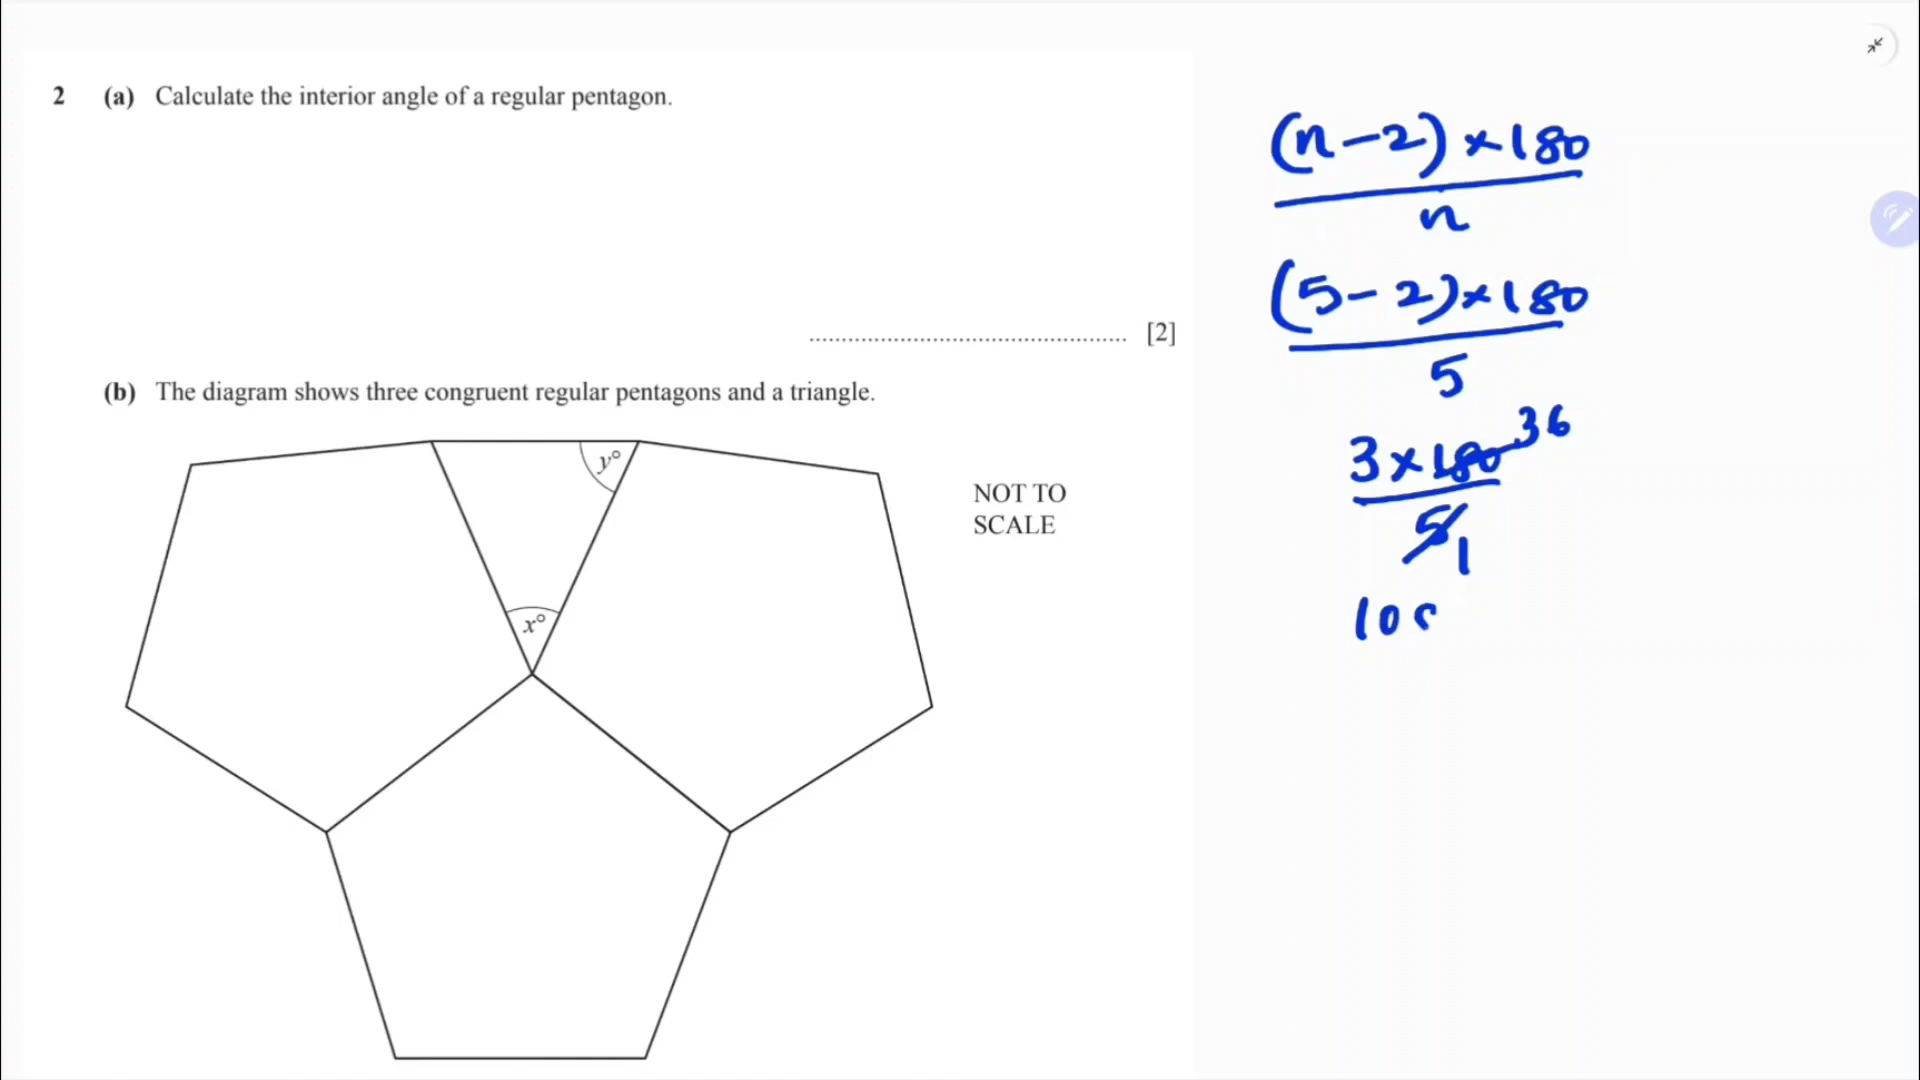 2 (a) Calculate the interior angle of a regular pentagon.
.................................................. [2]
(b) The diagram shows three congruent regular pentagons and a triangle.
y°
x°
NOT TO
SCALE
(n-2)×180
n
(5-2)×180
5
3×180 36
5 1